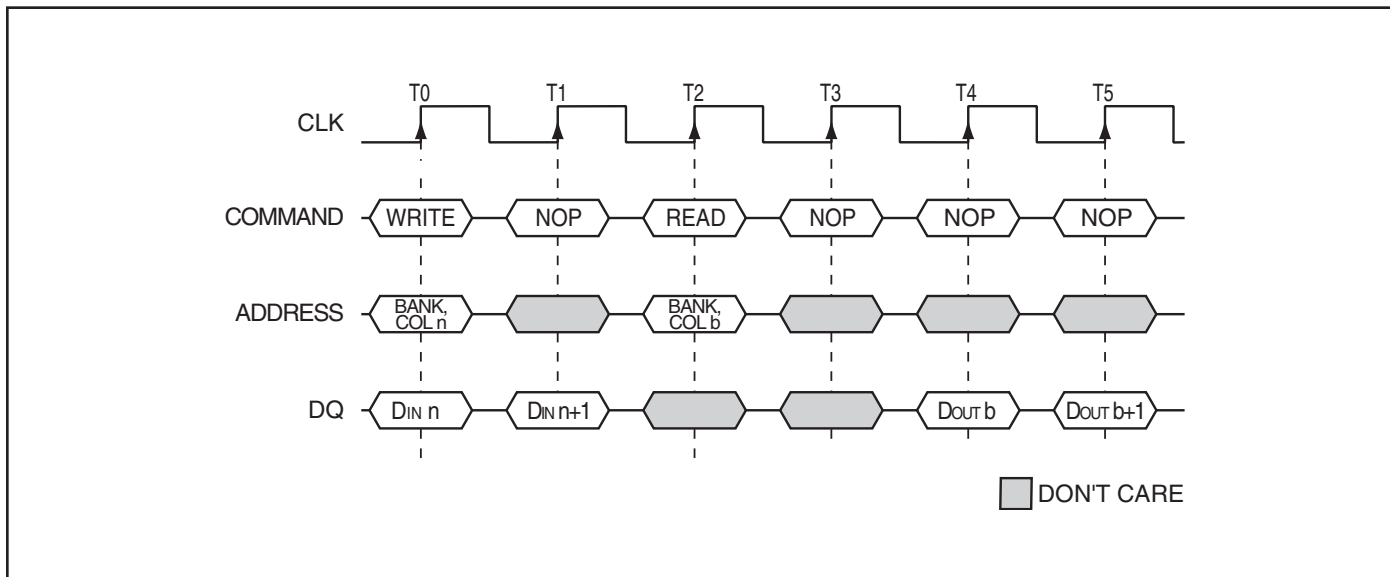 T0 T1 T2 T3 T4 T5
CLK
COMMAND WRITE NOP READ NOP NOP NOP
ADDRESS BANK, COL n BANK, COL b
DQ DIN n DIN n+1 DOUT b DOUT b+1
DON'T CARE